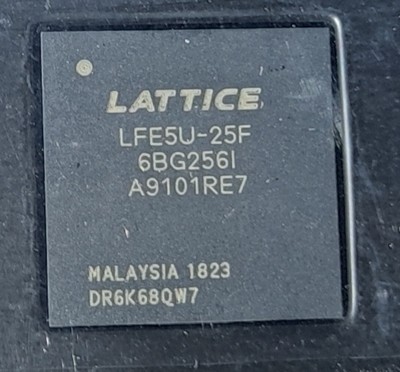 LATTICE
LFE5U-25F
6BG256I
A9101RE7
MALAYSIA 1823
DR6K68QW7